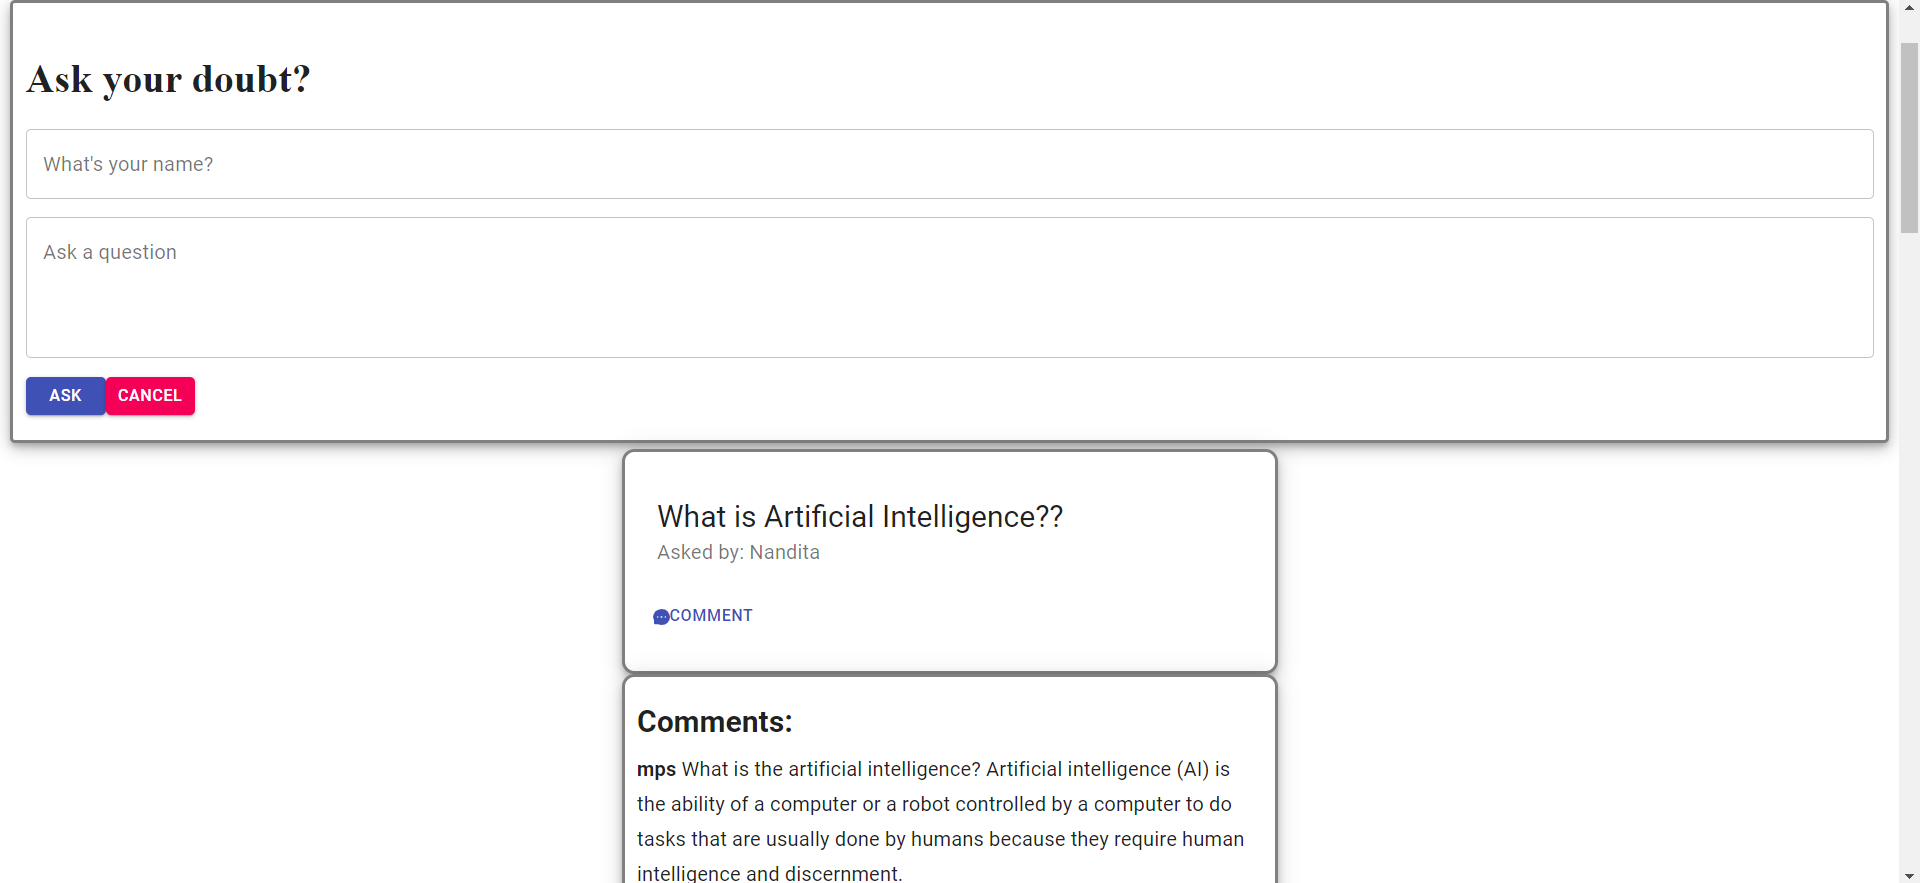 Ask your doubt?
What's your name?
Ask a question
ASK CANCEL
What is Artificial Intelligence??
Asked by: Nandita
COMMENT
Comments:
mps What is the artificial intelligence? Artificial intelligence (AI) is
the ability of a computer or a robot controlled by a computer to do
tasks that are usually done by humans because they require human
intelligence and discernment.